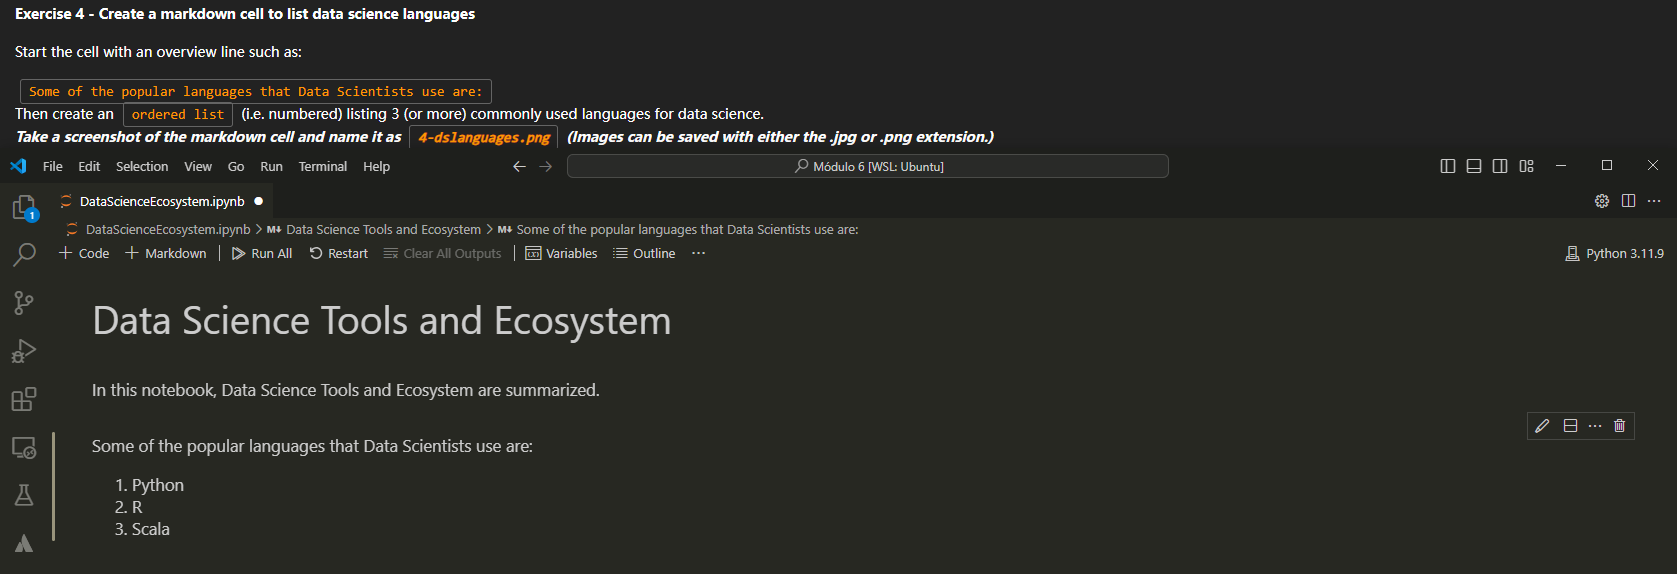 Exercise 4 - Create a markdown cell to list data science languages
Start the cell with an overview line such as:
Some of the popular languages that Data Scientists use are:
Then create an ordered list (i.e. numbered) listing 3 (or more) commonly used languages for data science.
Take a screenshot of the markdown cell and name it as 4-dslanguages.png (Images can be saved with either the .jpg or .png extension.)
File Edit Selection View Go Run Terminal Help Módulo 6 [WSL: Ubuntu]
1 DataScienceEcosystem.ipynb
DataScienceEcosystem.ipynb > M↓ Data Science Tools and Ecosystem > M↓ Some of the popular languages that Data Scientists use are:
+ Code + Markdown | Run All Restart Clear All Outputs | Variables Outline ... Python 3.11.9
Data Science Tools and Ecosystem
In this notebook, Data Science Tools and Ecosystem are summarized.
Some of the popular languages that Data Scientists use are:
1. Python
2. R
3. Scala